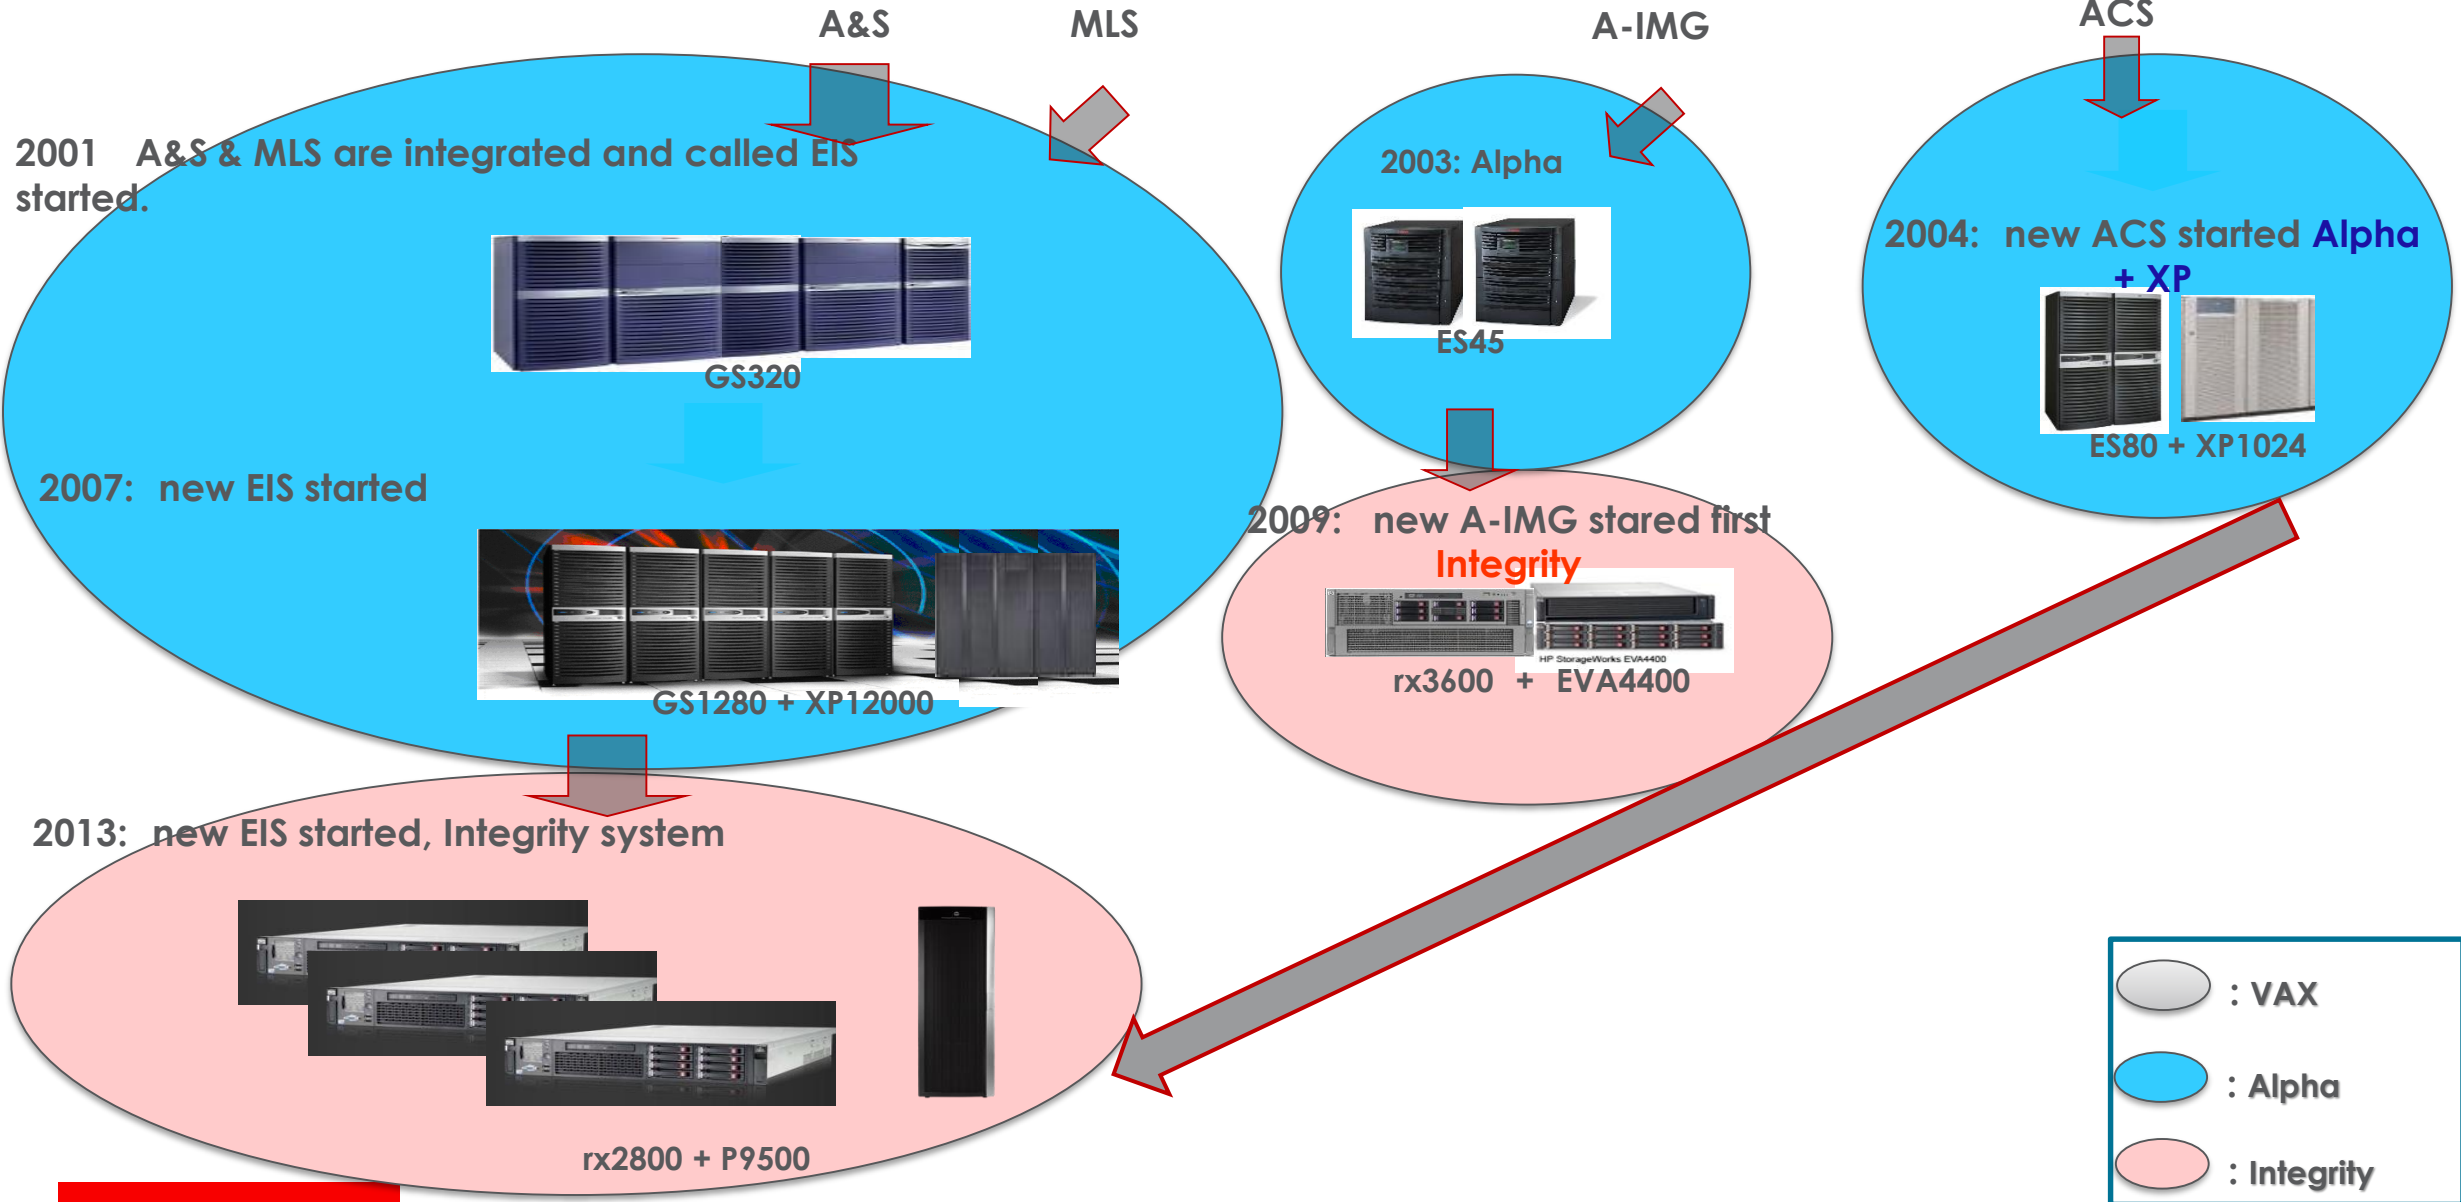 A&S
MLS
A-IMG
ACS
2001 A&S & MLS are integrated and called EIS
started.
GS320
2007: new EIS started
GS1280 + XP12000
2013: new EIS started, Integrity system
rx2800 + P9500
2003: Alpha
ES45
2009: new A-IMG stared first
Integrity
HP StorageWorks EVA4400
rx3600 + EVA4400
2004: new ACS started Alpha
+ XP
ES80 + XP1024
: VAX
: Alpha
: Integrity